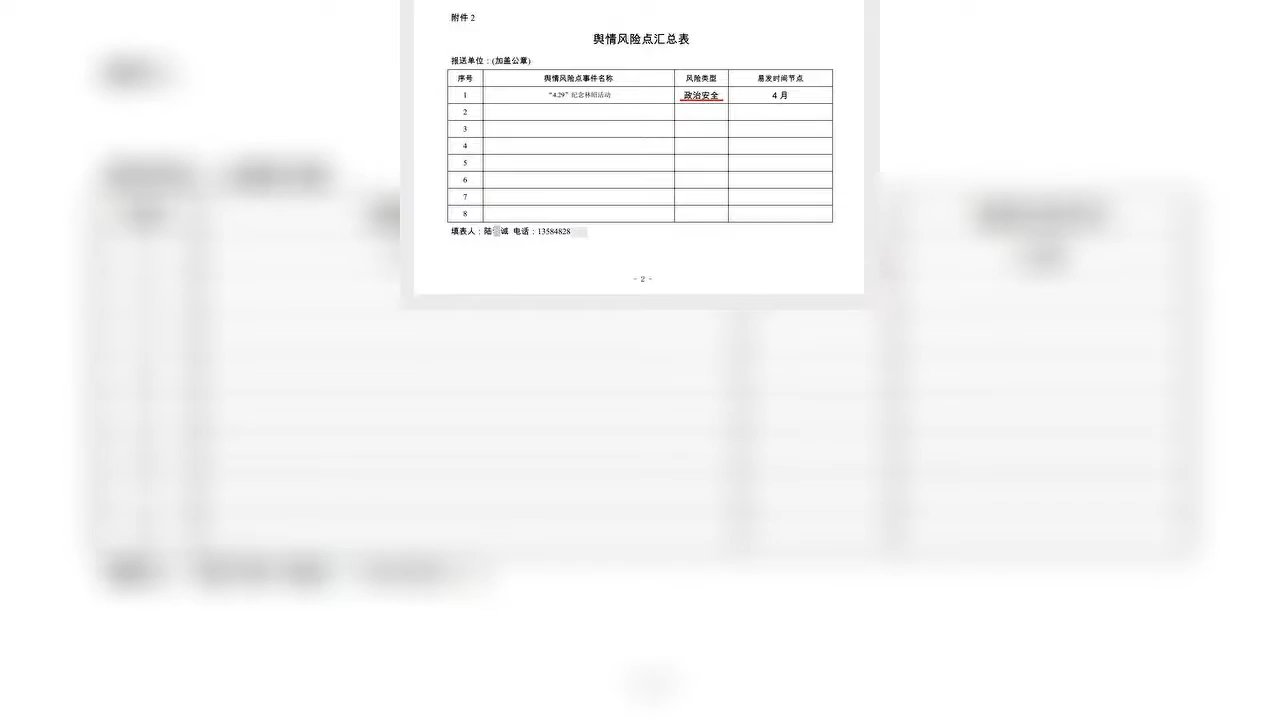 附件 2
舆情风险点汇总表
报送单位：(加盖公章)
序号 舆情风险点事件名称 风险类型 易发时间节点
1 “4.29”纪念林昭活动 政治安全 4 月
2
3
4
5
6
7
8
填表人：陆 诚 电话：13584828
- 2 -